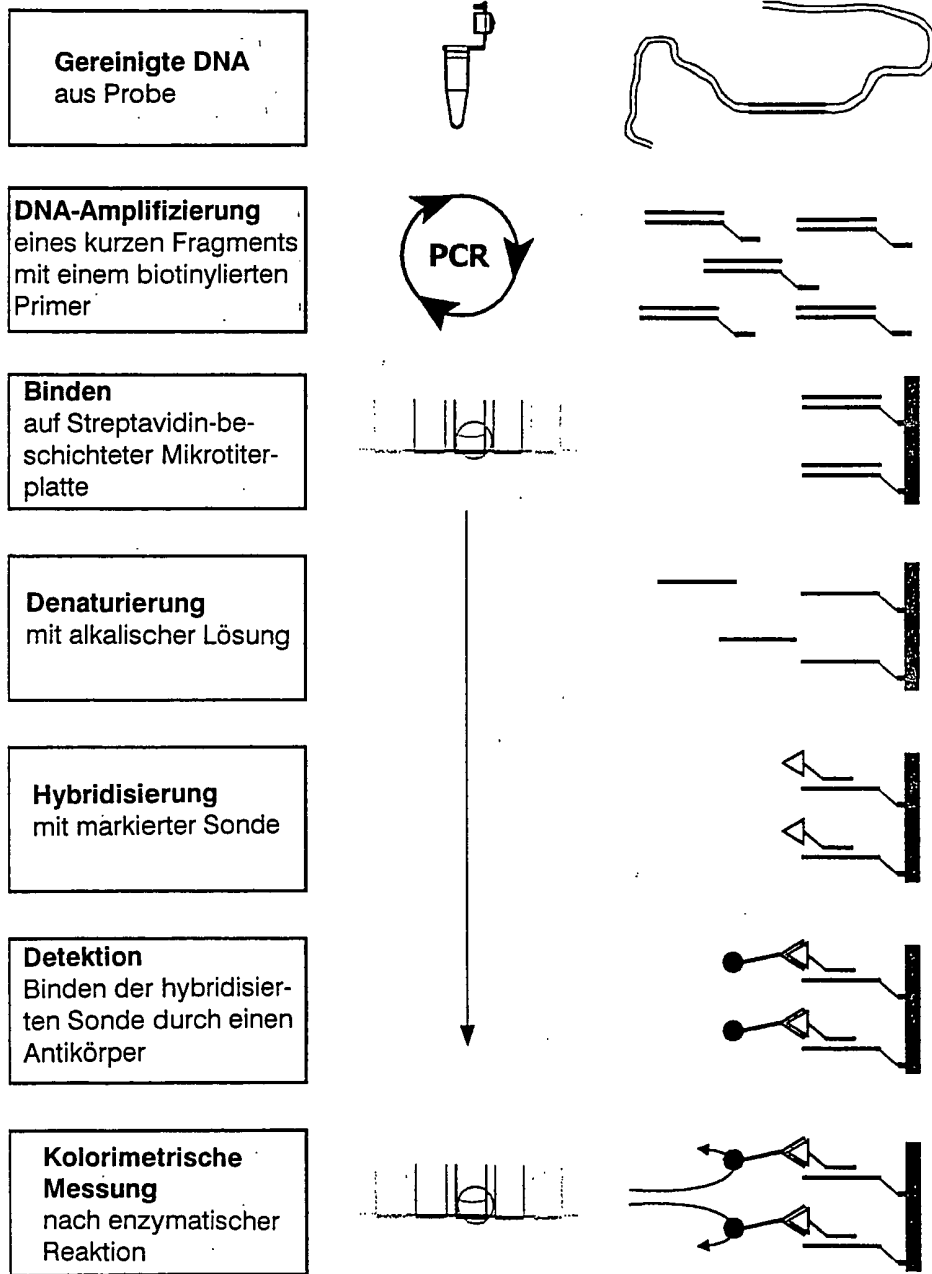 Gereinigte DNA
aus Probe
DNA-Amplifizierung
eines kurzen Fragments
mit einem biotinylierten
Primer
PCR
Binden
auf Streptavidin-be-
schichteter Mikrotiter-
platte
Denaturierung
mit alkalischer Lösung
Hybridisierung
mit markierter Sonde
Detektion
Binden der hybridisier-
ten Sonde durch einen
Antikörper
Kolorimetrische
Messung
nach enzymatischer
Reaktion